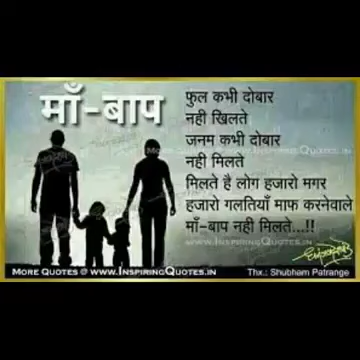 माँ-बाप
फुल कभी दोबार
नही खिलते
जनम कभी दोबार
नही मिलते
मिलते है लोग हजारो मगर
हजारो गलतियाँ माफ करनेवाले
माँ-बाप नही मिलते...!!
MORE QUOTES @ WWW.INSPIRINGQUOTES.IN
Thx.: Shubham Patrange